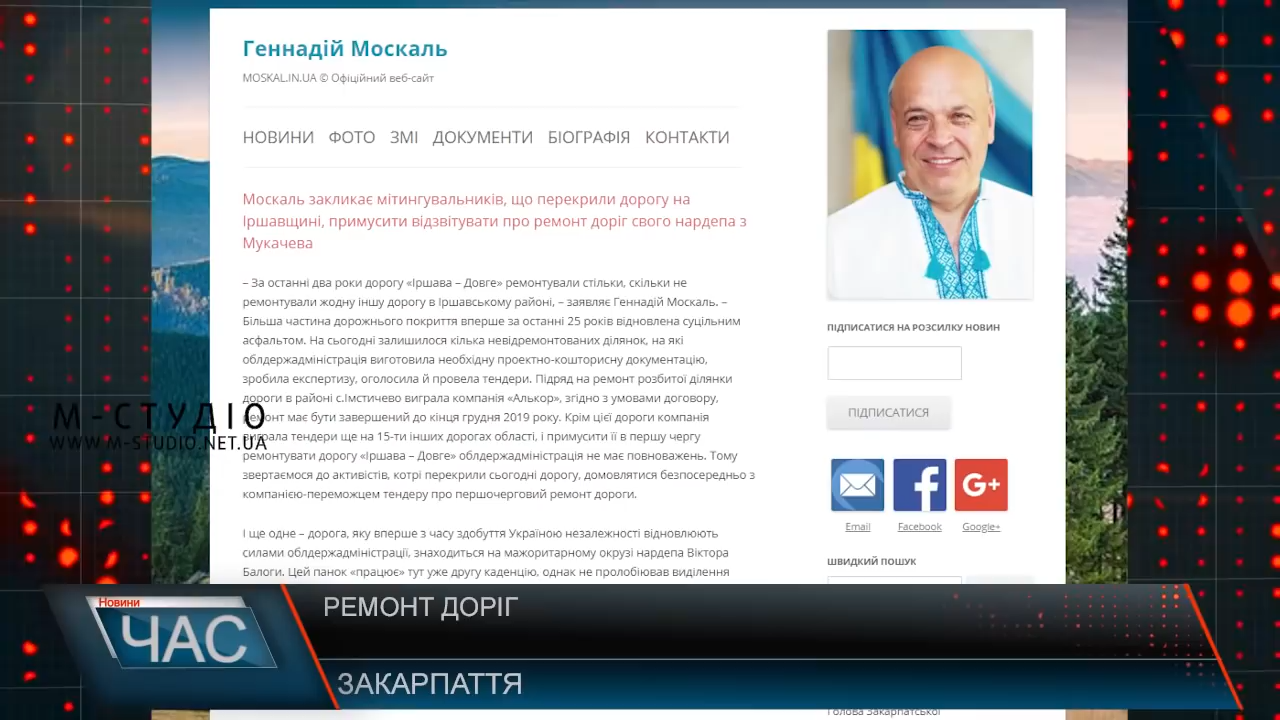 Геннадій Москаль
MOSKAL.IN.UA © Офіційний веб-сайт
НОВИНИ ФОТО ЗМІ ДОКУМЕНТИ БІОГРАФІЯ КОНТАКТИ
Москаль закликає мітингувальників, що перекрили дорогу на
Іршавщині, примусити відзвітувати про ремонт доріг свого нардепа з
Мукачева
– За останні два роки дорогу «Іршава – Довге» ремонтували стільки, скільки не
ремонтували жодну іншу дорогу в Іршавському районі, – заявляє Геннадій Москаль. –
Більша частина дорожнього покриття вперше за останні 25 років відновлена суцільним
асфальтом. На сьогодні залишилося кілька невідремонтованих ділянок, на які
облдержадміністрація виготовила необхідну проектно-кошторисну документацію,
зробила експертизу, оголосила й провела тендери. Підряд на ремонт розбитої ділянки
дороги в районі с.Імстичево виграла компанія «Алькор», згідно з умовами договору,
ремонт має бути завершений до кінця грудня 2019 року. Крім цієї дороги компанія
виграла тендери ще на 15-ти інших дорогах області, і примусити її в першу чергу
ремонтувати дорогу «Іршава – Довге» облдержадміністрація не має повноважень. Тому
звертаємося до активістів, котрі перекрили сьогодні дорогу, домовлятися безпосередньо з
компанією-переможцем тендеру про першочерговий ремонт дороги.
І ще одне – дорога, яку вперше з часу здобуття Україною незалежності відновлюють
силами облдержадміністрації, знаходиться на мажоритарному окрузі нардепа Віктора
Балоги. Цей панок «працює» тут уже другу каденцію, однак не пролобіював виділення
ПІДПИСАТИСЯ НА РОЗСИЛКУ НОВИН
ПІДПИСАТИСЯ
Email Facebook Google+
ШВИДКИЙ ПОШУК
Голова Закарпатської
М-СТУДІО
WWW.M-STUDIO.NET.UA
Новини
ЧАС
РЕМОНТ ДОРІГ
ЗАКАРПАТТЯ